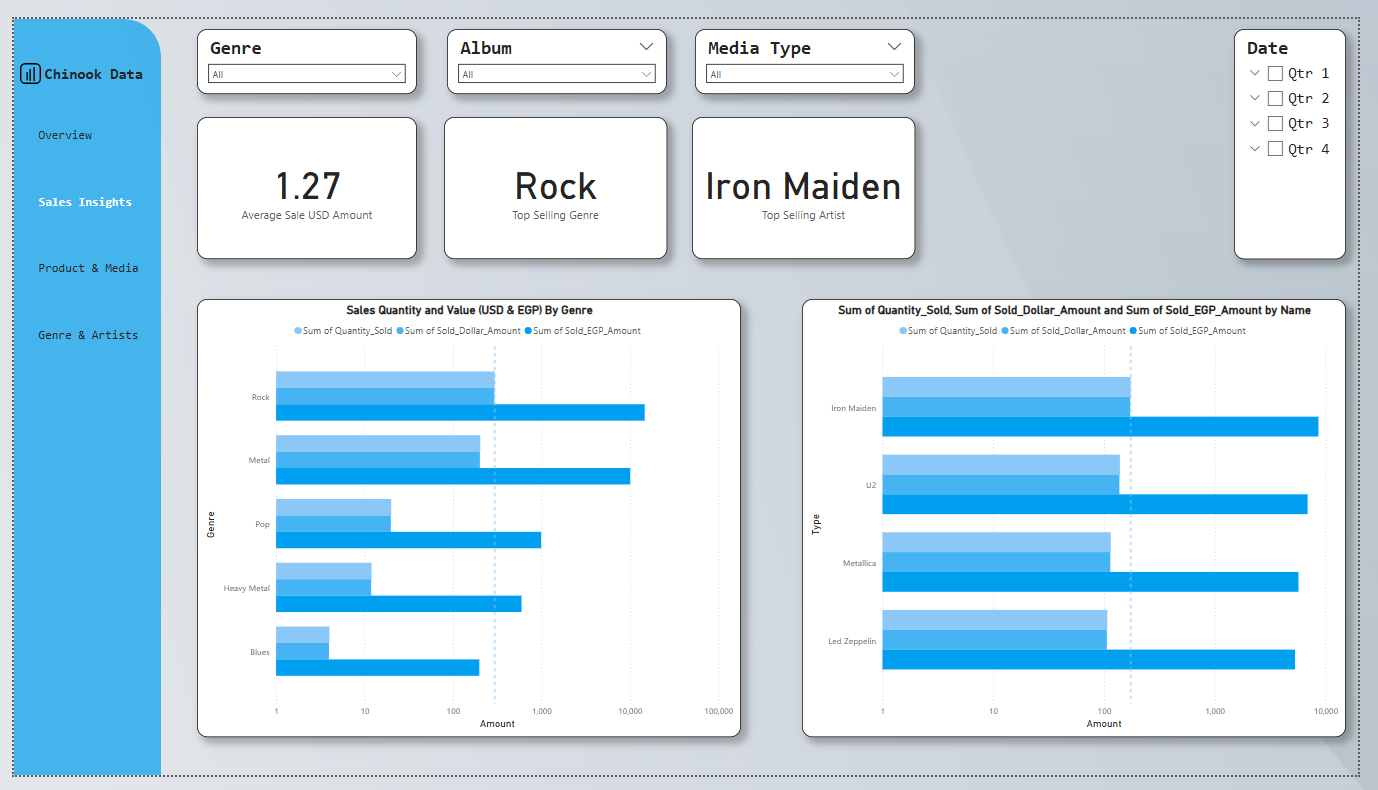 Chinook Data
Overview
Sales Insights
Product & Media
Genre & Artists
Genre
All
Album
All
Media Type
All
Date
Qtr 1
Qtr 2
Qtr 3
Qtr 4
1.27
Average Sale USD Amount
Rock
Top Selling Genre
Iron Maiden
Top Selling Artist
Sales Quantity and Value (USD & EGP) By Genre
Sum of Quantity_Sold Sum of Sold_Dollar_Amount Sum of Sold_EGP_Amount
Genre
Rock
Metal
Pop
Heavy Metal
Blues
1 10 100 1,000 10,000 100,000
Amount
Sum of Quantity_Sold, Sum of Sold_Dollar_Amount and Sum of Sold_EGP_Amount by Name
Sum of Quantity_Sold Sum of Sold_Dollar_Amount Sum of Sold_EGP_Amount
Type
Iron Maiden
U2
Metallica
Led Zeppelin
1 10 100 1,000 10,000
Amount